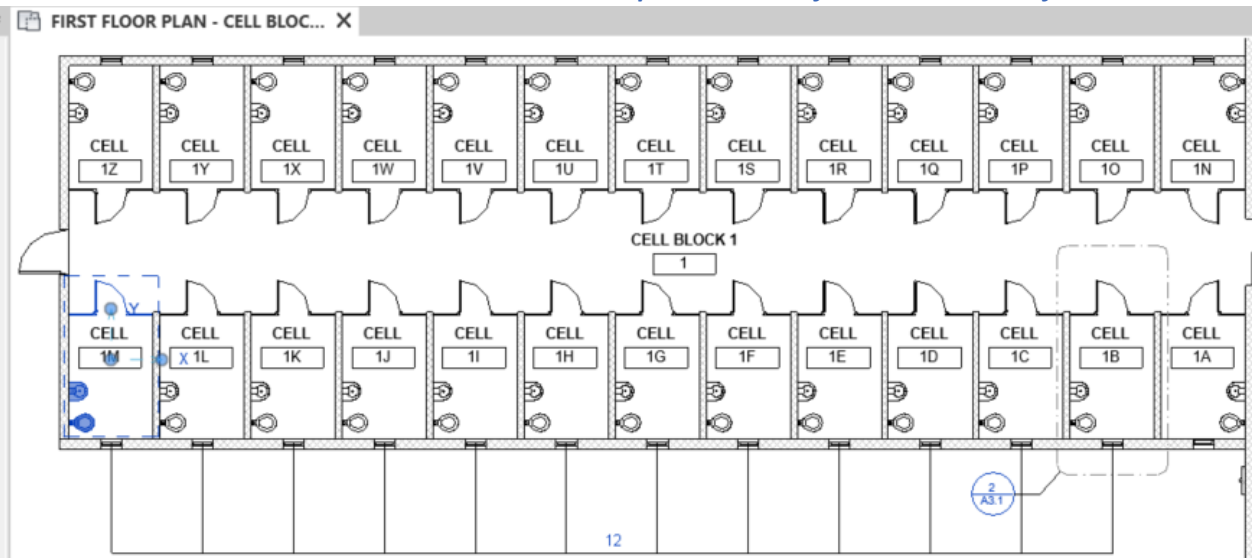 FIRST FLOOR PLAN - CELL BLOC...
CELL CELL CELL CELL CELL CELL CELL CELL CELL CELL CELL CELL CELL
1Z 1Y 1X 1W 1V 1U 1T 1S 1R 1Q 1P 1O 1N
CELL BLOCK 1
1
Y
CELL CELL CELL CELL CELL CELL CELL CELL CELL CELL CELL CELL CELL
1M X 1L 1K 1J 1I 1H 1G 1F 1E 1D 1C 1B 1A
2
A3.1
12